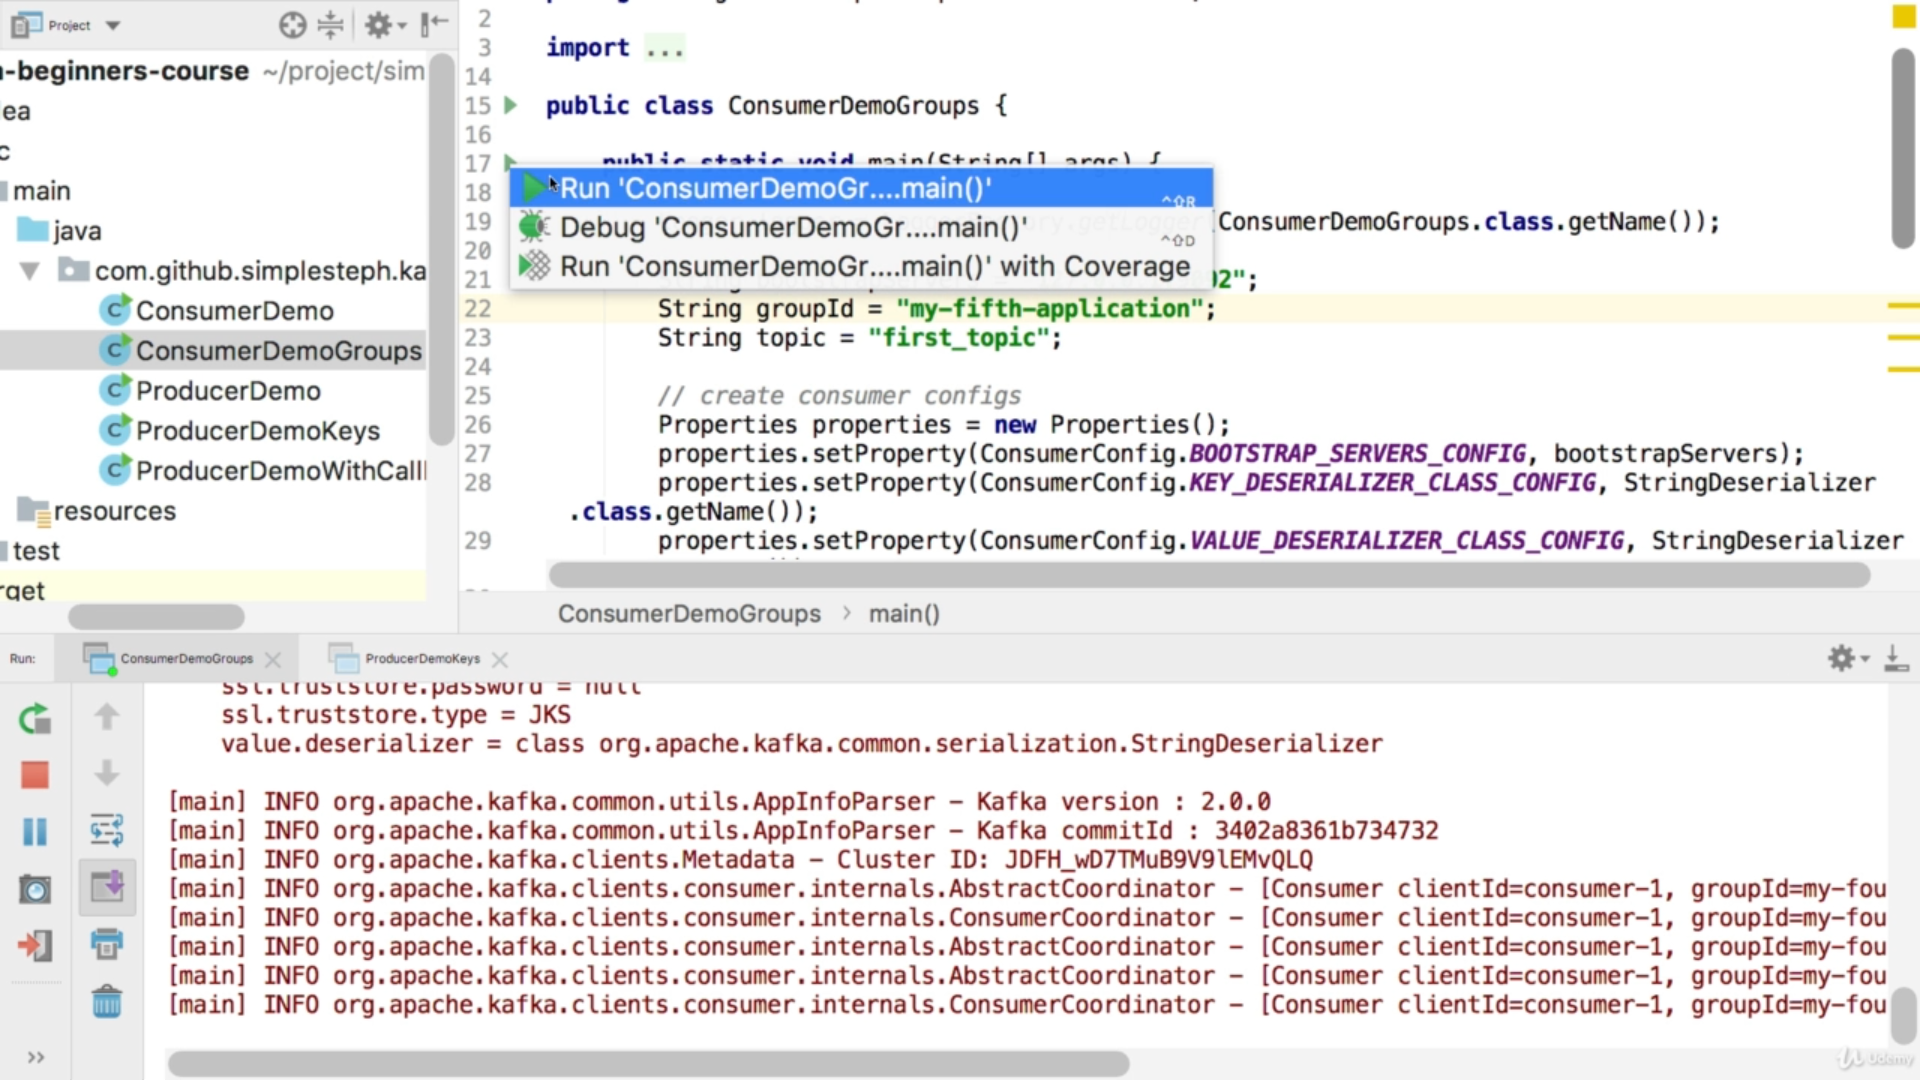 Project
-beginners-course ~/project/sim
ea
c
main
java
com.github.simplesteph.ka
ConsumerDemo
ConsumerDemoGroups
ProducerDemo
ProducerDemoKeys
ProducerDemoWithCall
resources
test
rget
2
3 import ...
14
15 public class ConsumerDemoGroups {
16
17 public static void main(String[] args) {
18
19 ConsumerDemoGroups.class.getName());
20
21 02";
22 String groupId = "my-fifth-application";
23 String topic = "first_topic";
24
25 // create consumer configs
26 Properties properties = new Properties();
27 properties.setProperty(ConsumerConfig.BOOTSTRAP_SERVERS_CONFIG, bootstrapServers);
28 properties.setProperty(ConsumerConfig.KEY_DESERIALIZER_CLASS_CONFIG, StringDeserializer
.class.getName());
29 properties.setProperty(ConsumerConfig.VALUE_DESERIALIZER_CLASS_CONFIG, StringDeserializer
Run 'ConsumerDemoGr....main()' ^⇧R
Debug 'ConsumerDemoGr....main()' ^⇧D
Run 'ConsumerDemoGr....main()' with Coverage
ConsumerDemoGroups › main()
Run: ConsumerDemoGroups ProducerDemoKeys
ssl.truststore.password = null
ssl.truststore.type = JKS
value.deserializer = class org.apache.kafka.common.serialization.StringDeserializer
[main] INFO org.apache.kafka.common.utils.AppInfoParser - Kafka version : 2.0.0
[main] INFO org.apache.kafka.common.utils.AppInfoParser - Kafka commitId : 3402a8361b734732
[main] INFO org.apache.kafka.clients.Metadata - Cluster ID: JDFH_wD7TMuB9V9lEMvQLQ
[main] INFO org.apache.kafka.clients.consumer.internals.AbstractCoordinator - [Consumer clientId=consumer-1, groupId=my-fou
[main] INFO org.apache.kafka.clients.consumer.internals.ConsumerCoordinator - [Consumer clientId=consumer-1, groupId=my-fou
[main] INFO org.apache.kafka.clients.consumer.internals.AbstractCoordinator - [Consumer clientId=consumer-1, groupId=my-fou
[main] INFO org.apache.kafka.clients.consumer.internals.AbstractCoordinator - [Consumer clientId=consumer-1, groupId=my-fou
[main] INFO org.apache.kafka.clients.consumer.internals.ConsumerCoordinator - [Consumer clientId=consumer-1, groupId=my-fou
Udemy